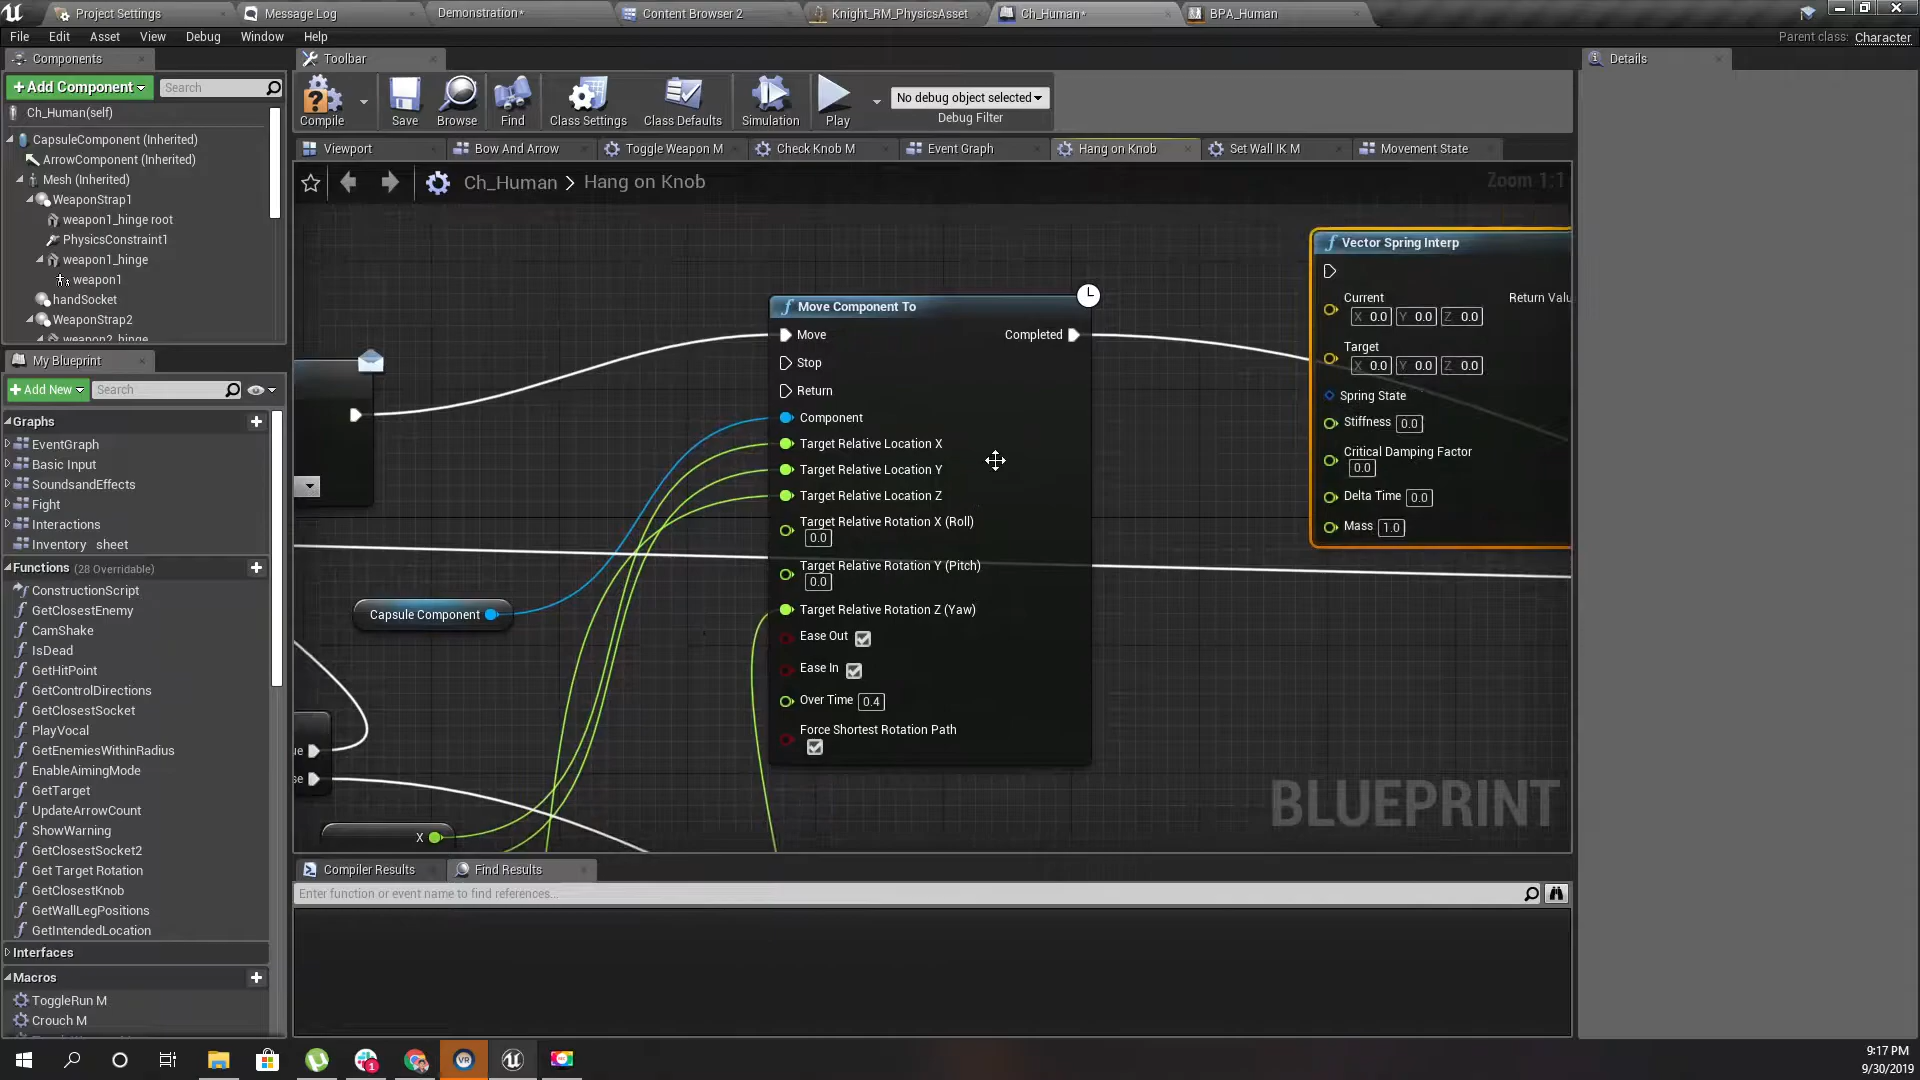 Project Settings
Message Log
Demonstration*
Content Browser 2
Knight_RM_PhysicsAsset
Ch_Human*
BPA_Human
File
Edit
Asset
View
Debug
Window
Help
Parent class: Character
Components
Toolbar
Details
+Add Component
Search
Compile
Save
Browse
Find
Class Settings
Class Defaults
Simulation
Play
No debug object selected
Debug Filter
Ch_Human(self)
CapsuleComponent (Inherited)
ArrowComponent (Inherited)
Mesh (Inherited)
WeaponStrap1
weapon1_hinge root
PhysicsConstraint1
weapon1_hinge
weapon1
handSocket
WeaponStrap2
weapon2_hinge
Viewport
Bow And Arrow
Toggle Weapon M
Check Knob M
Event Graph
Hang on Knob
Set Wall IK M
Movement State
Ch_Human > Hang on Knob
Zoom 1:1
My Blueprint
+Add New
Search
Graphs
EventGraph
Basic Input
SoundsandEffects
Fight
Interactions
Inventory sheet
Functions (28 Overridable)
ConstructionScript
GetClosestEnemy
CamShake
IsDead
GetHitPoint
GetControlDirections
GetClosestSocket
PlayVocal
GetEnemiesWithinRadius
EnableAimingMode
GetTarget
UpdateArrowCount
ShowWarning
GetClosestSocket2
Get Target Rotation
GetClosestKnob
GetWallLegPositions
GetIntendedLocation
Interfaces
Macros
ToggleRun M
Crouch M
Move Component To
Move
Completed
Stop
Return
Component
Target Relative Location X
Target Relative Location Y
Target Relative Location Z
Target Relative Rotation X (Roll)
0.0
Target Relative Rotation Y (Pitch)
0.0
Target Relative Rotation Z (Yaw)
Ease Out
Ease In
Over Time 0.4
Force Shortest Rotation Path
Capsule Component
ue
se
X
Vector Spring Interp
Current
Return Valu
X 0.0 Y 0.0 Z 0.0
Target
X 0.0 Y 0.0 Z 0.0
Spring State
Stiffness 0.0
Critical Damping Factor
0.0
Delta Time 0.0
Mass 1.0
BLUEPRINT
Compiler Results
Find Results
Enter function or event name to find references...
VR
1
9:17 PM
9/30/2019